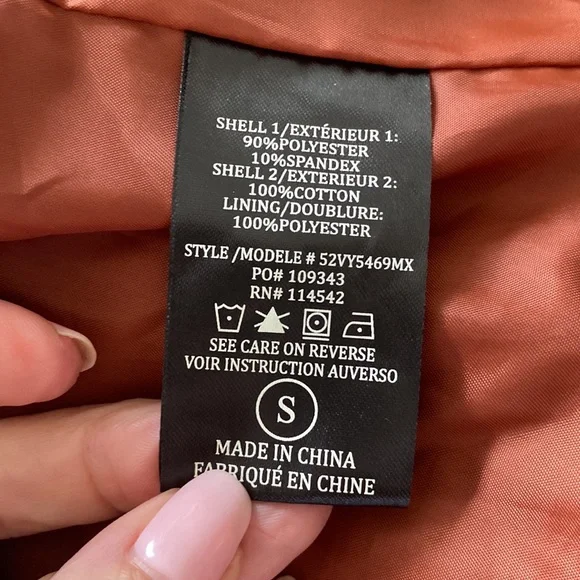 SHELL 1/EXTÉRIEUR 1:
90%POLYESTER
10%SPANDEX
SHELL 2/EXTERIEUR 2:
100%COTTON
LINING/DOUBLURE:
100%POLYESTER
STYLE /MODELE # 52VY5469MX
PO# 109343
RN# 114542
SEE CARE ON REVERSE
VOIR INSTRUCTION AUVERSO
S
MADE IN CHINA
FABRIQUÉ EN CHINE